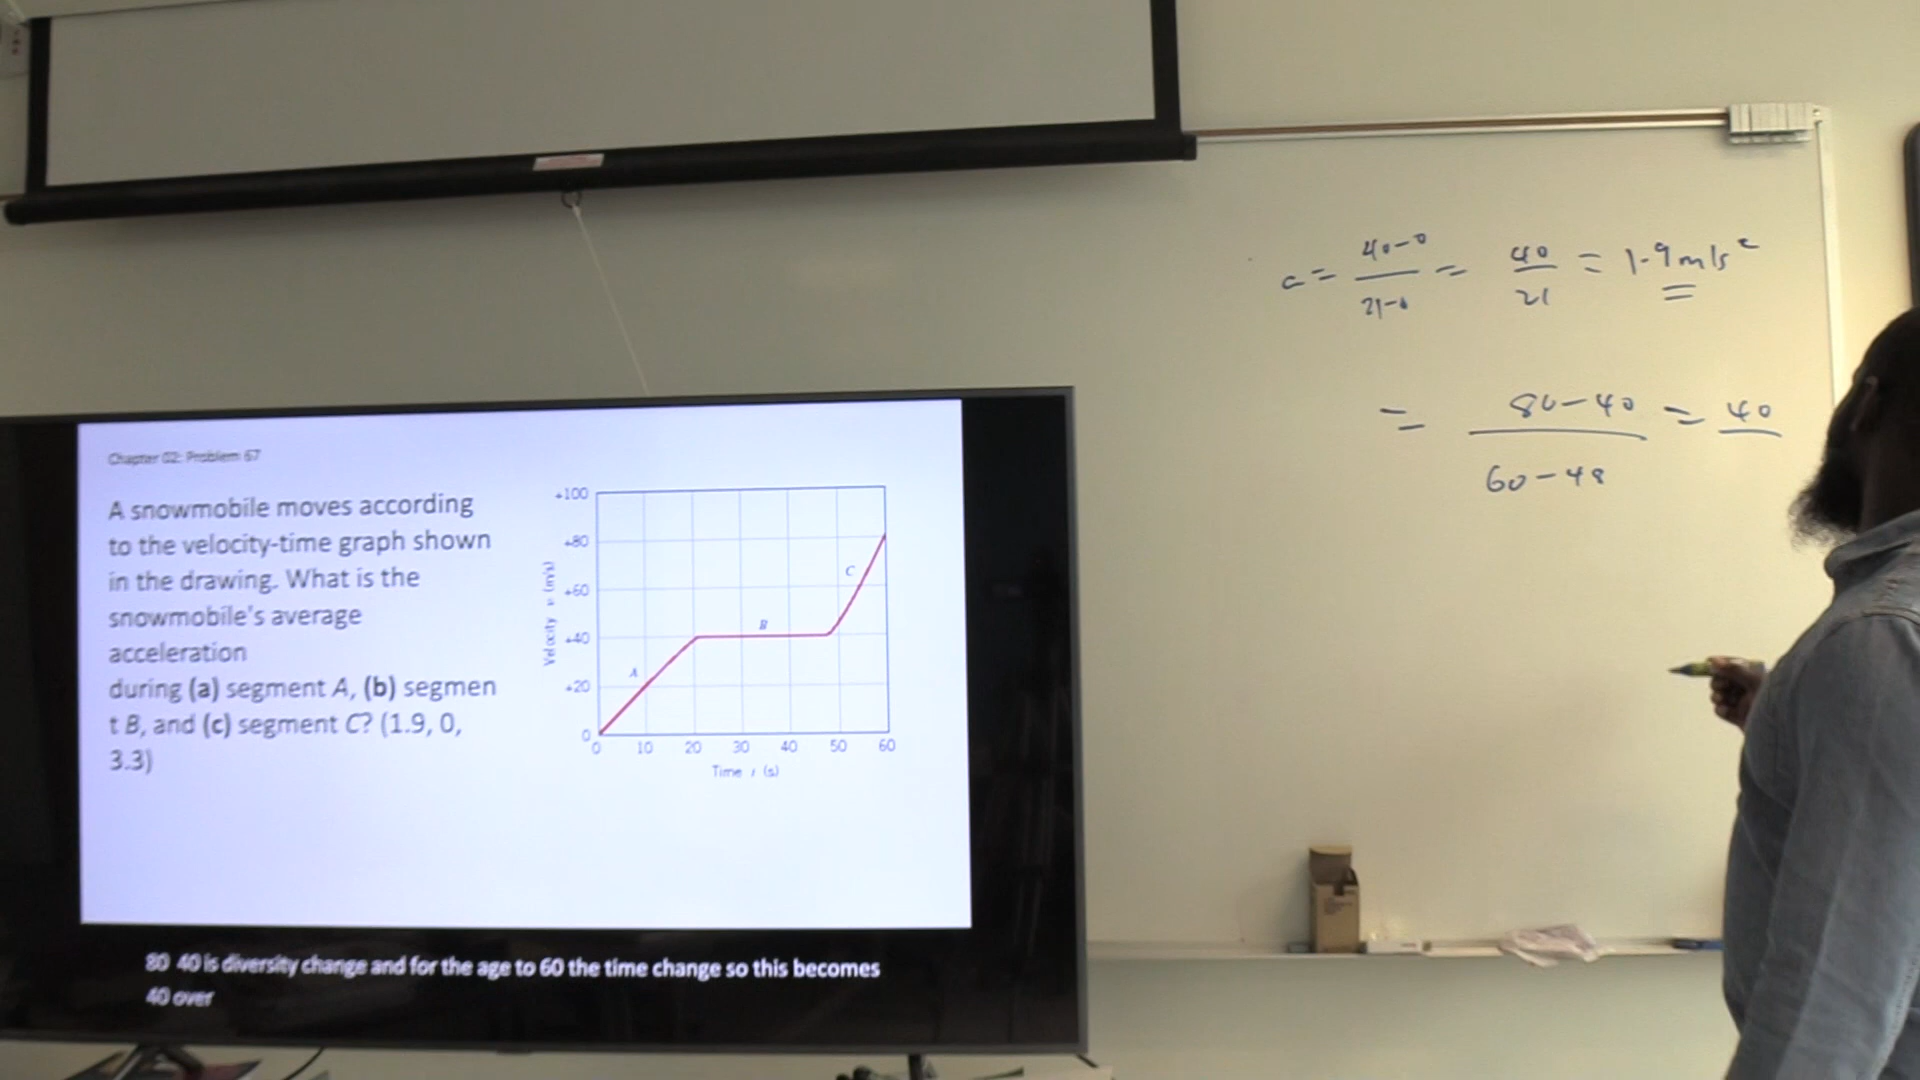 a = 40-0 / 21-0 = 40 / 21 = 1.9 m/s²
= 80-40 / 60-48 = 40
Chapter 02: Problem 67
A snowmobile moves according
to the velocity-time graph shown
in the drawing. What is the
snowmobile's average
acceleration
during (a) segment A, (b) segmen
t B, and (c) segment C? (1.9, 0,
3.3)
+100
+80
+60
+40
+20
0
Velocity v (m/s)
A
B
C
0 10 20 30 40 50 60
Time t (s)
80 40 is diversity change and for the age to 60 the time change so this becomes
40 over